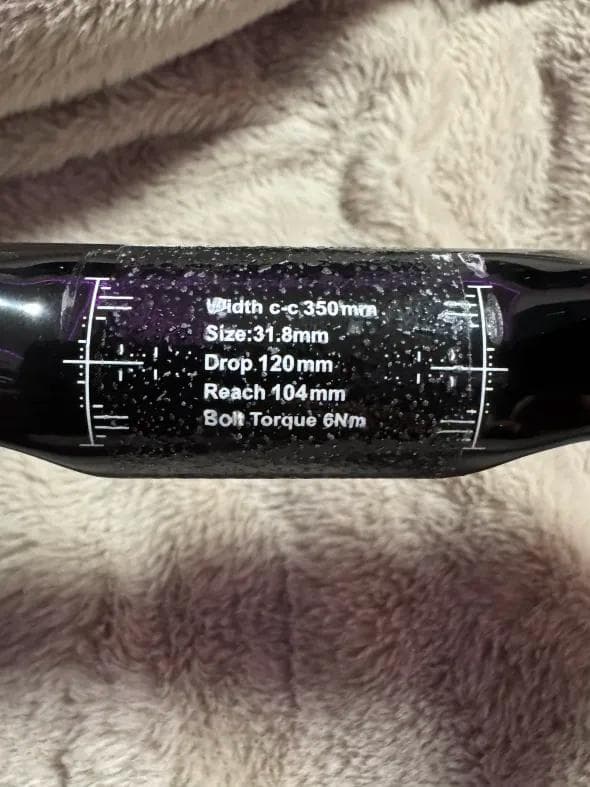 Width c-c 350mm
Size:31.8mm
Drop 120mm
Reach 104mm
Bolt Torque 6Nm